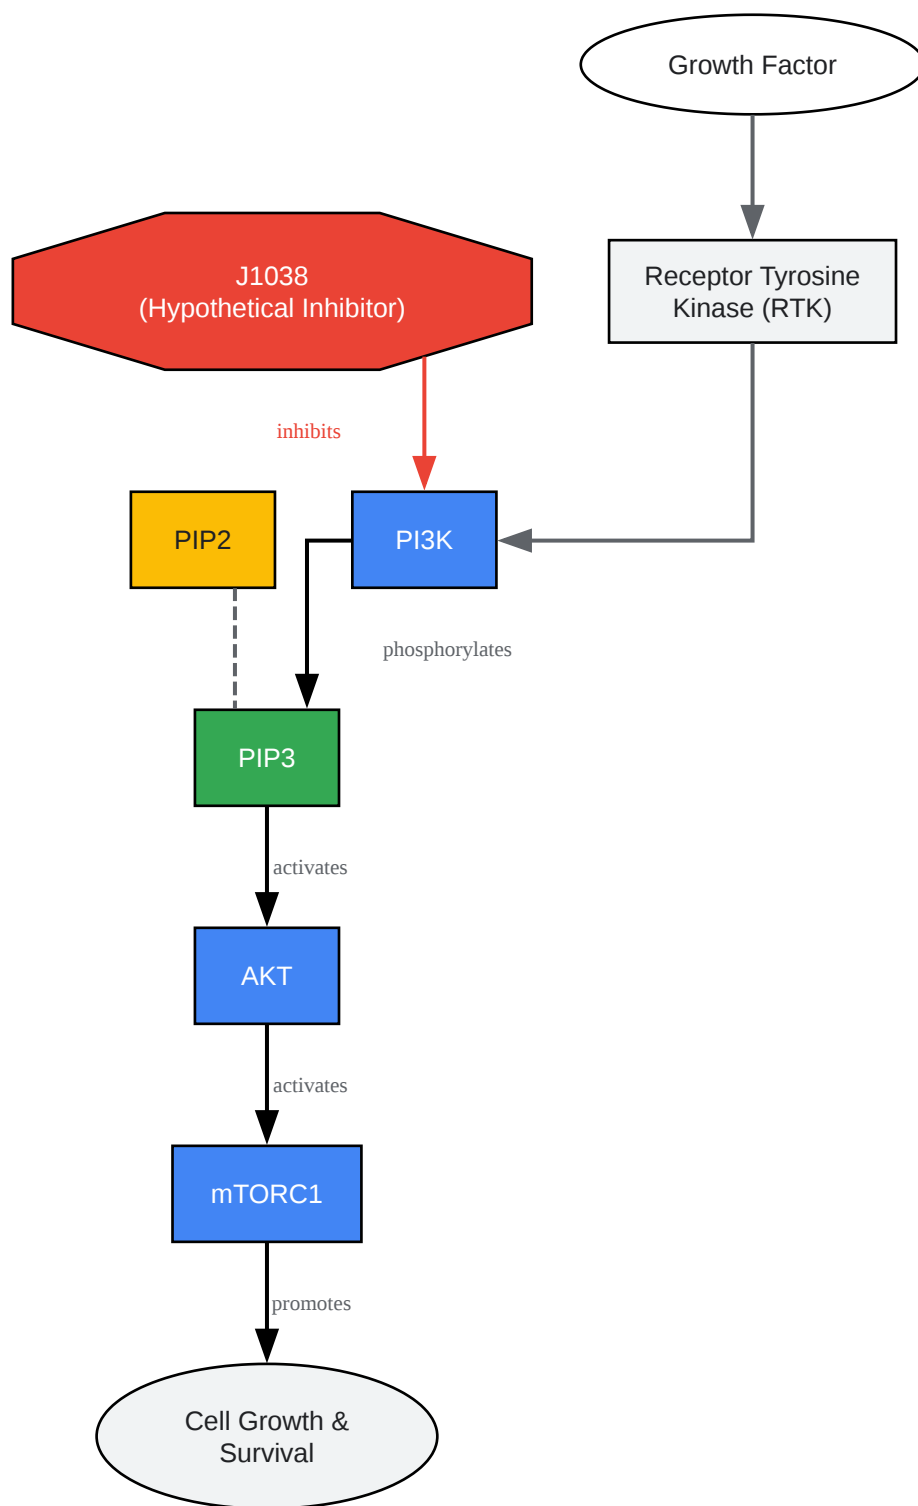 Growth Factor
J1038
(Hypothetical Inhibitor)
Receptor Tyrosine
Kinase (RTK)
inhibits
PIP2
PI3K
phosphorylates
PIP3
activates
AKT
activates
mTORC1
promotes
Cell Growth &
Survival